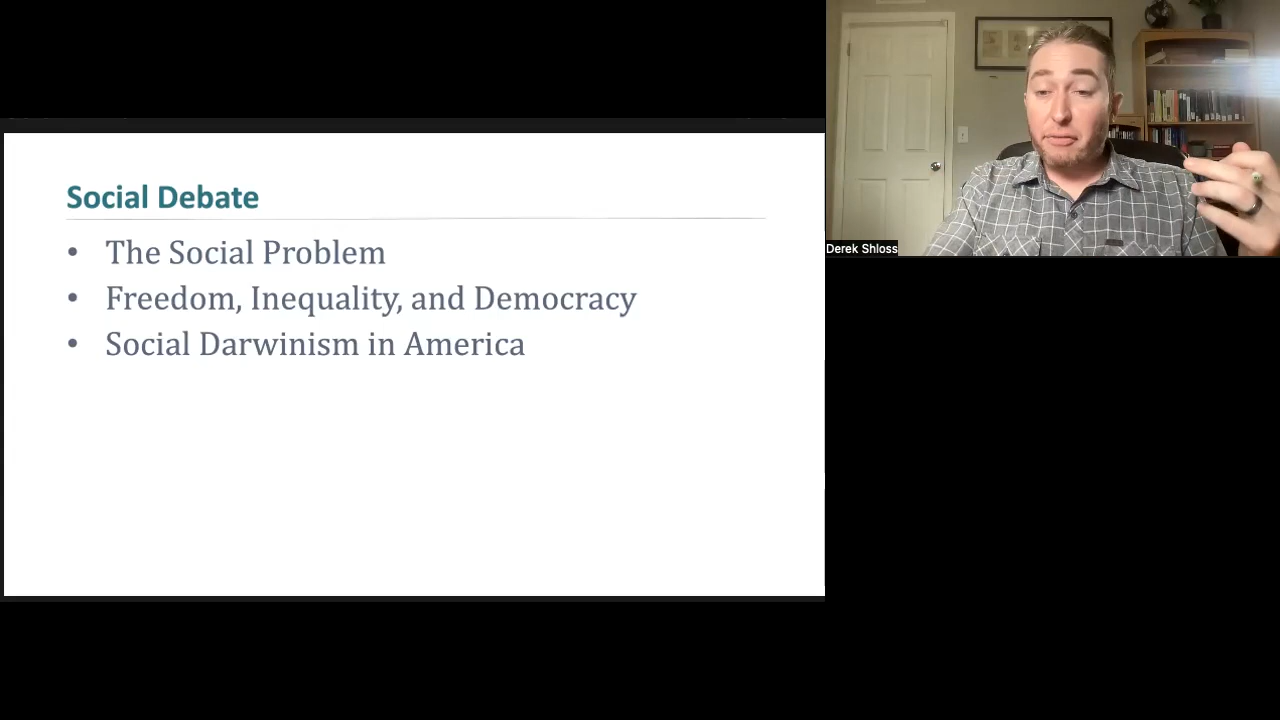 Social Debate
• The Social Problem
• Freedom, Inequality, and Democracy
• Social Darwinism in America
Derek Shloss